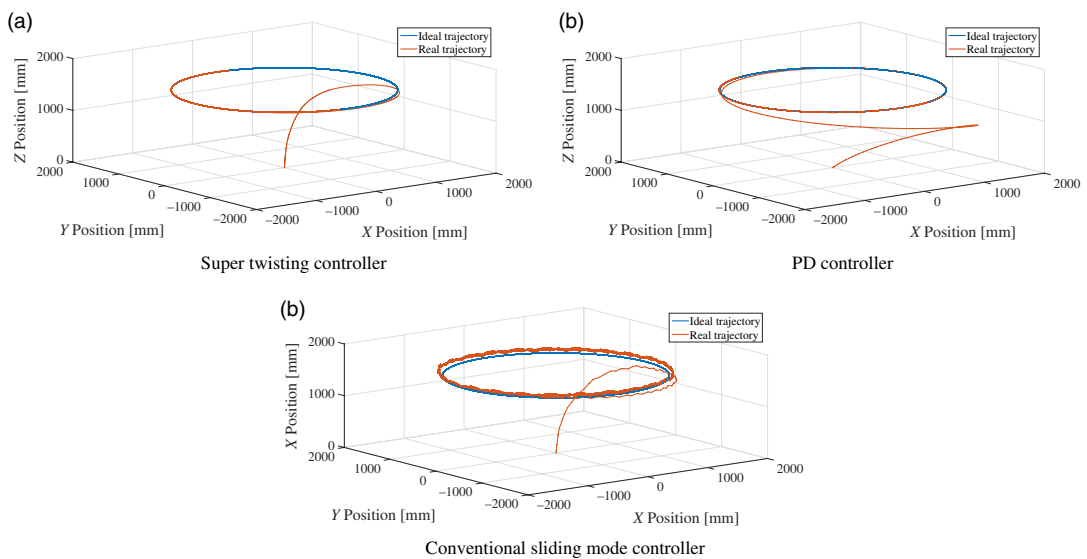 (a)
Ideal trajectory
Real trajectory
2000
1000
0
Z Position [mm]
2000
1000
0
−1000
−2000
Y Position [mm]
−2000
−1000
0
1000
2000
X Position [mm]
Super twisting controller
(b)
Ideal trajectory
Real trajectory
2000
1000
0
Z Position [mm]
2000
1000
0
−1000
−2000
Y Position [mm]
−2000
−1000
0
1000
2000
X Position [mm]
PD controller
(b)
Ideal trajectory
Real trajectory
2000
1000
0
X Position [mm]
2000
1000
0
−1000
−2000
Y Position [mm]
−2000
−1000
0
1000
2000
X Position [mm]
Conventional sliding mode controller